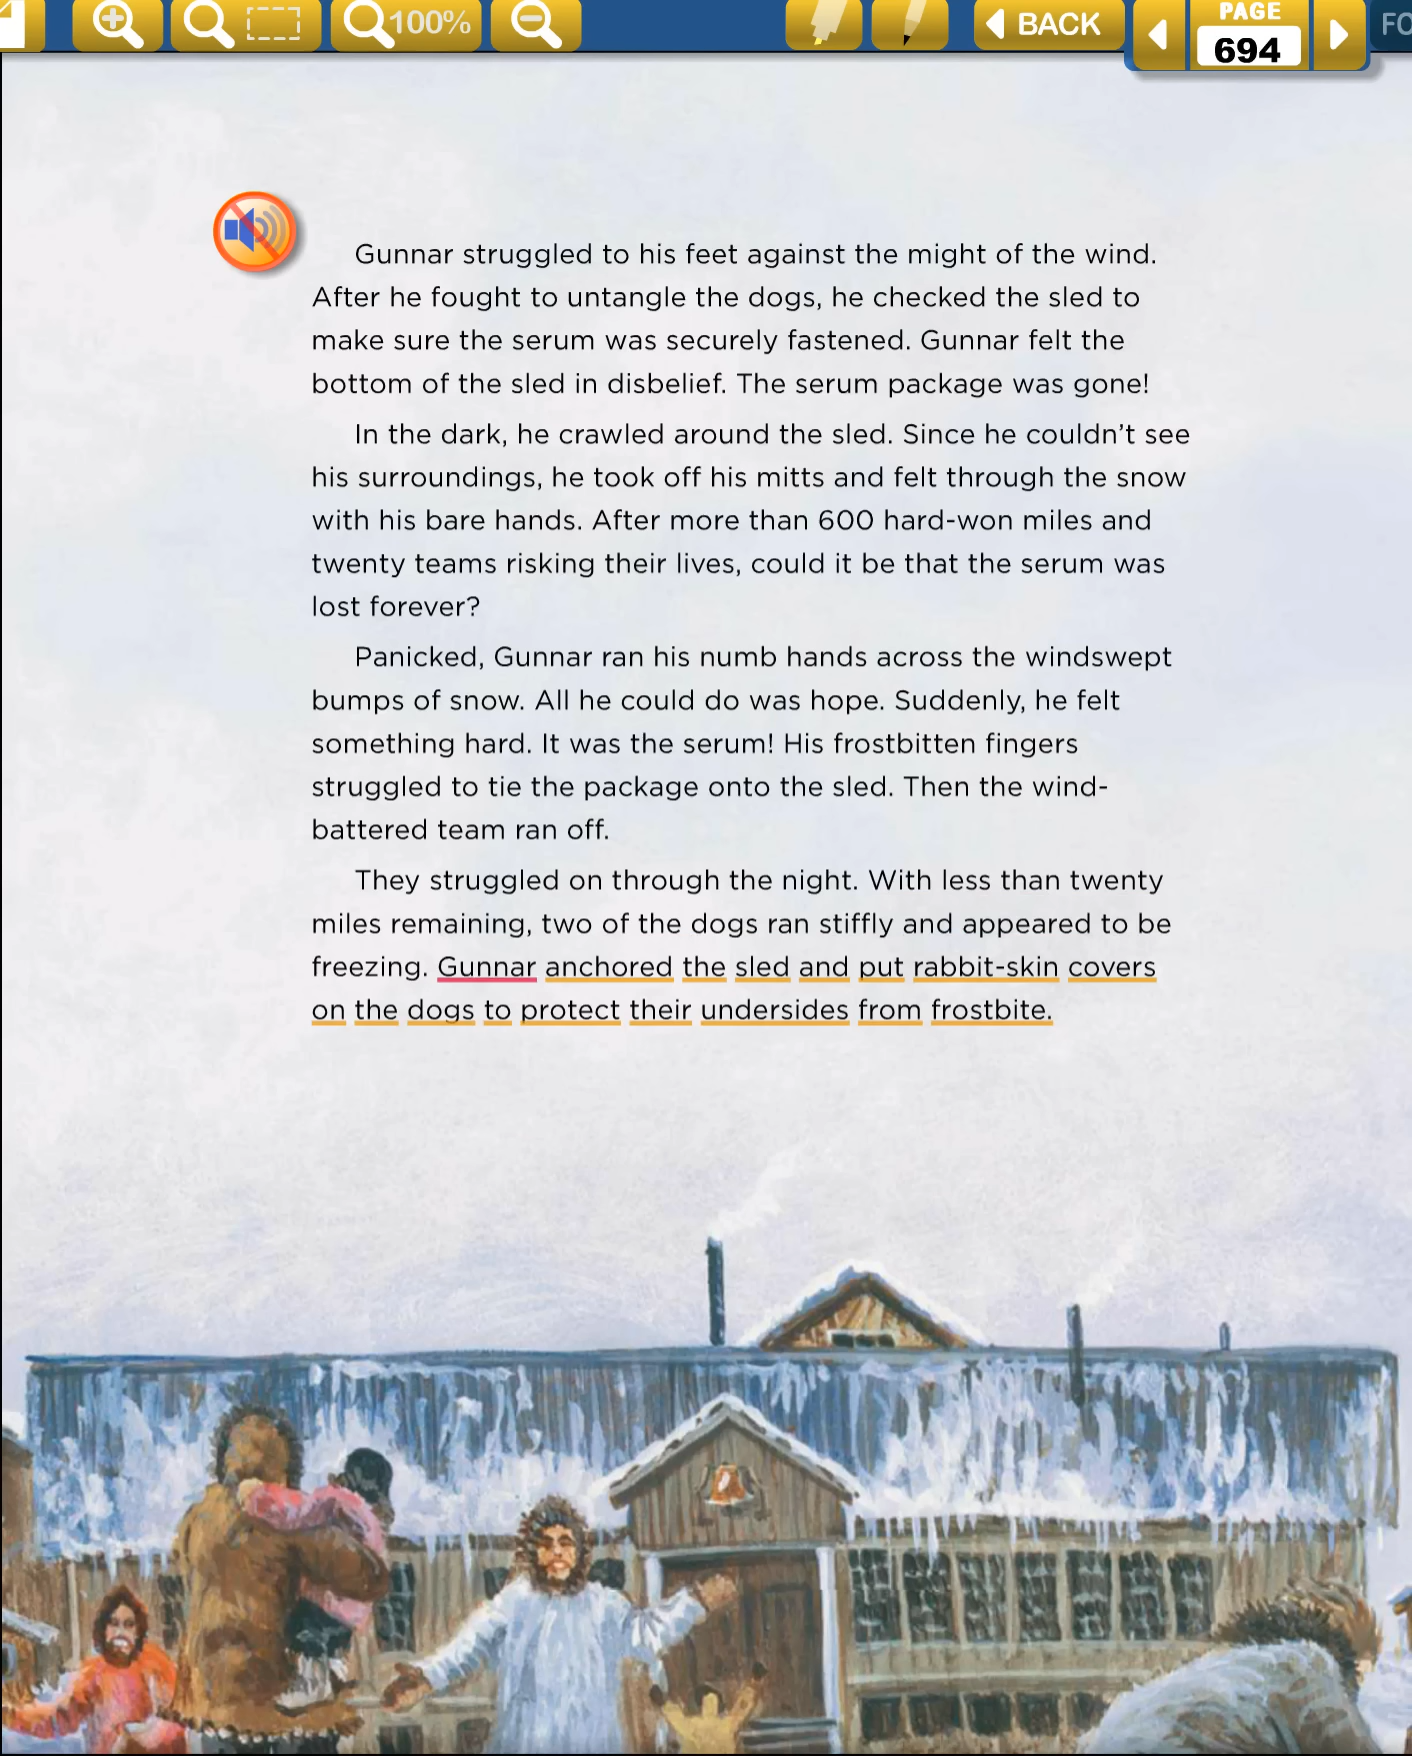 100%
BACK
PAGE
694
FO
Gunnar struggled to his feet against the might of the wind.
After he fought to untangle the dogs, he checked the sled to
make sure the serum was securely fastened. Gunnar felt the
bottom of the sled in disbelief. The serum package was gone!
In the dark, he crawled around the sled. Since he couldn’t see
his surroundings, he took off his mitts and felt through the snow
with his bare hands. After more than 600 hard-won miles and
twenty teams risking their lives, could it be that the serum was
lost forever?
Panicked, Gunnar ran his numb hands across the windswept
bumps of snow. All he could do was hope. Suddenly, he felt
something hard. It was the serum! His frostbitten fingers
struggled to tie the package onto the sled. Then the wind-
battered team ran off.
They struggled on through the night. With less than twenty
miles remaining, two of the dogs ran stiffly and appeared to be
freezing. Gunnar anchored the sled and put rabbit-skin covers
on the dogs to protect their undersides from frostbite.